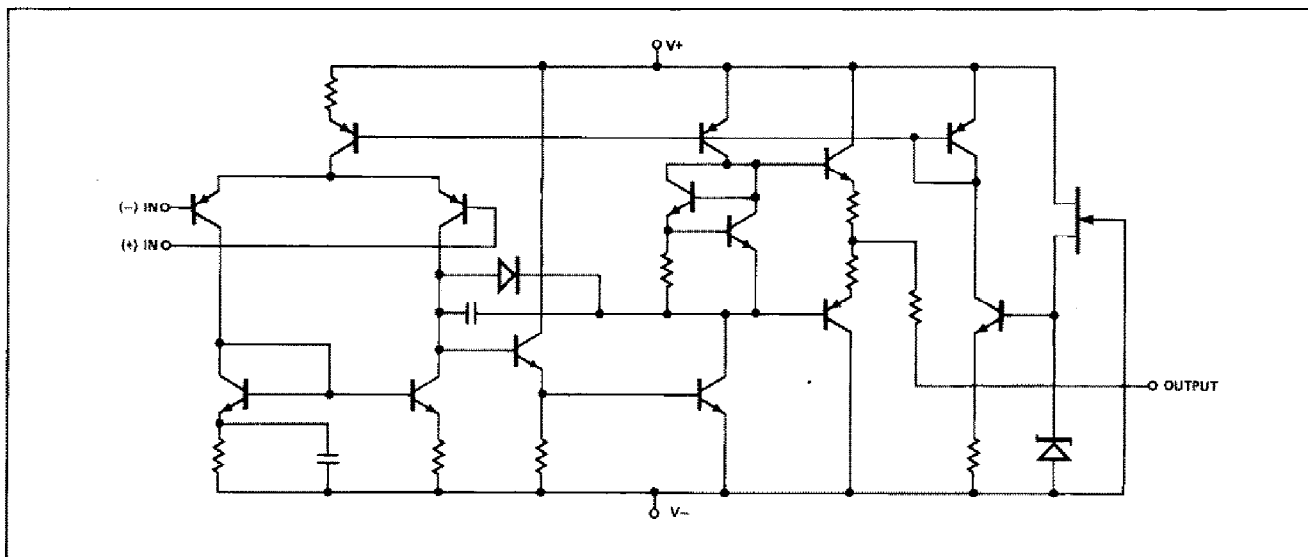 V+
(−) IN
(+) IN
OUTPUT
V−